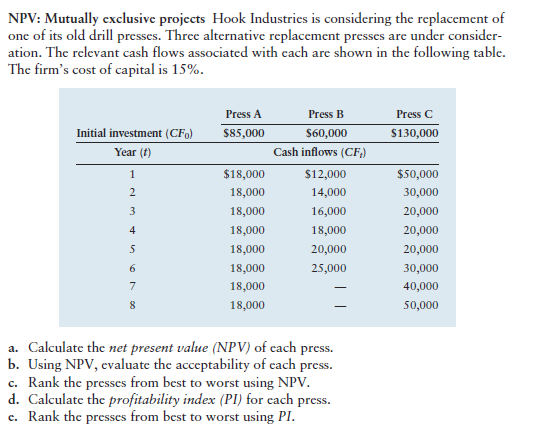 NPV: Mutually exclusive projects Hook Industries is considering the replacement of
one of its old drill presses. Three alternative replacement presses are under consider-
ation. The relevant cash flows associated with each are shown in the following table.
The firm's cost of capital is 15%.
Press A Press B Press C
Initial investment (CF₀) $85,000 $60,000 $130,000
Year (t) Cash inflows (CFₜ)
1 $18,000 $12,000 $50,000
2 18,000 14,000 30,000
3 18,000 16,000 20,000
4 18,000 18,000 20,000
5 18,000 20,000 20,000
6 18,000 25,000 30,000
7 18,000 — 40,000
8 18,000 — 50,000
a. Calculate the net present value (NPV) of each press.
b. Using NPV, evaluate the acceptability of each press.
c. Rank the presses from best to worst using NPV.
d. Calculate the profitability index (PI) for each press.
e. Rank the presses from best to worst using PI.